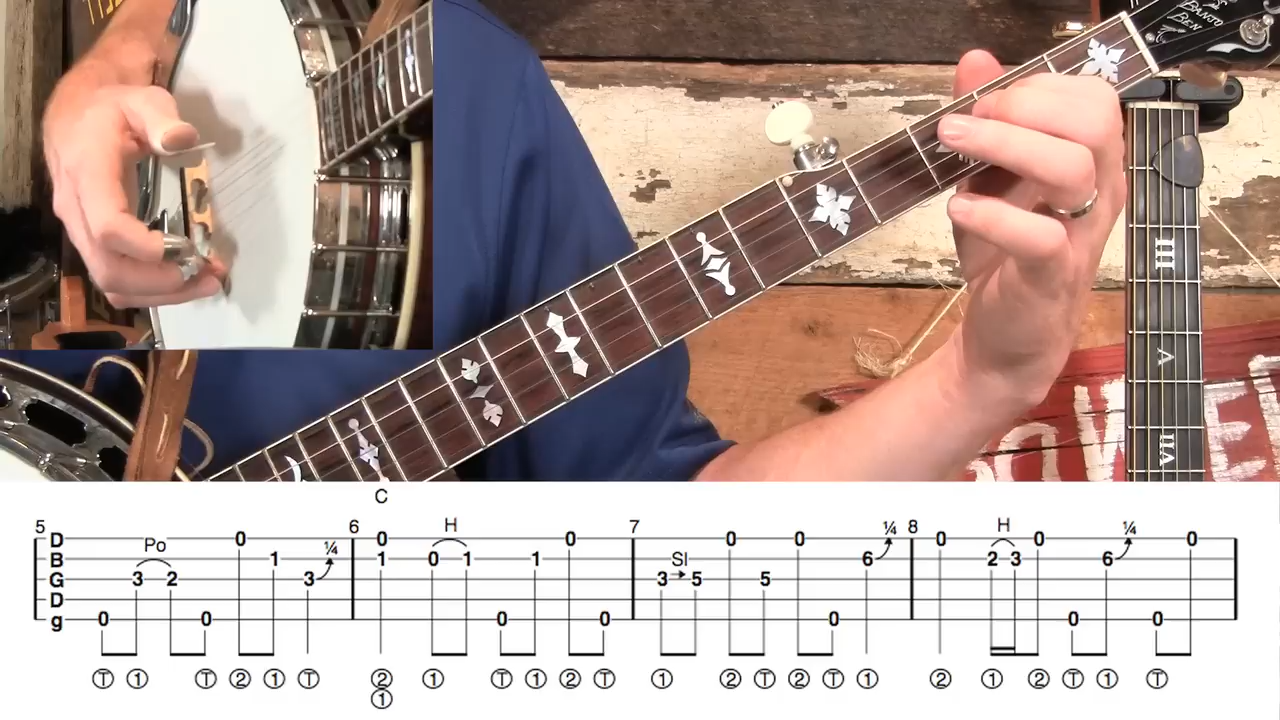 BANJO
BEN
III
V
VII
C
5 Po 0 1 ¼ 6 0 H 0 7 0 0 ¼ 8 0 H 0 ¼ 0
D
B 1 0 1 1 Sl 6 2 3 6
G 3 2 3 3 5 5
D
g 0 0 0 0 0 0 0
T 1 T 2 1 T 2 1 T 1 2 T 1 2 T 2 T 1 2 1 2 T 1 T
1